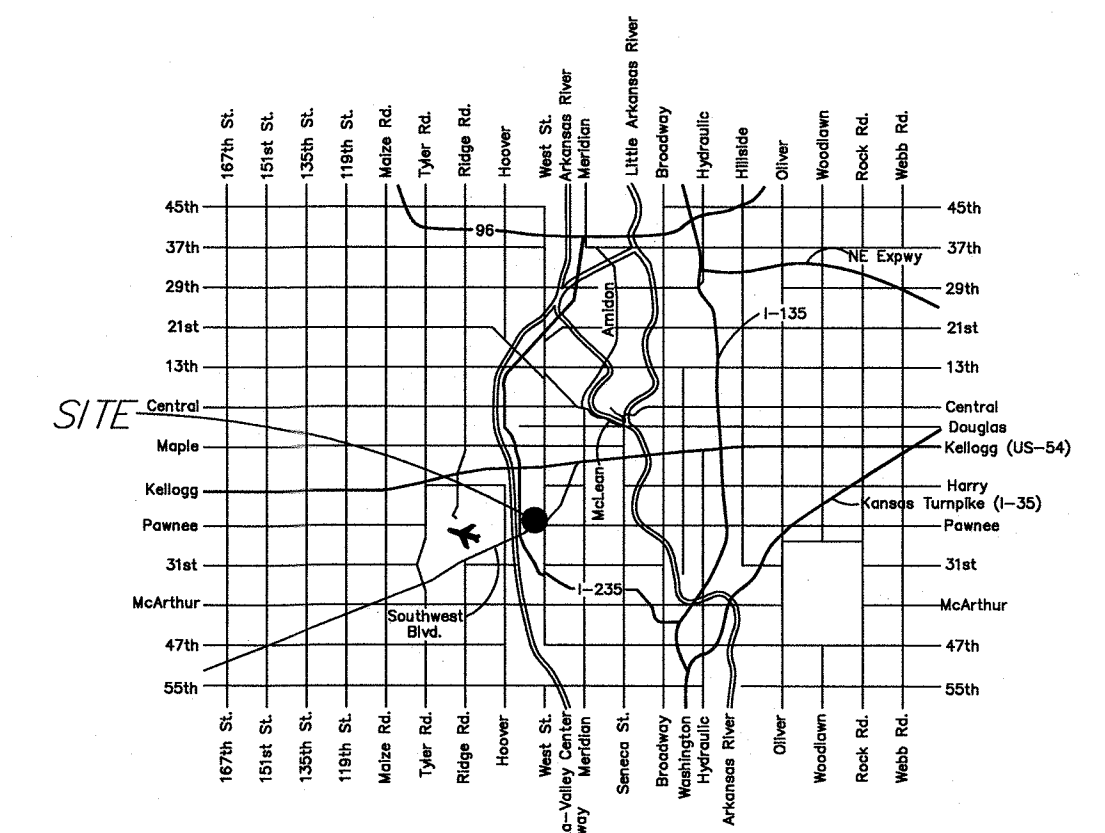 167th St.
151st St.
135th St.
119th St.
Maize Rd.
Tyler Rd.
Ridge Rd.
Hoover
West St.
Arkansas River
Meridian
Little Arkansas River
Broadway
Hydraulic
Hillside
Oliver
Woodlawn
Rock Rd.
Webb Rd.
45th
45th
96
37th
37th
NE Expwy
29th
29th
Amidon
I-135
21st
21st
13th
13th
SITE
Central
Central
Douglas
Maple
Kellogg (US-54)
McLean
Kellogg
Harry
Kansas Turnpike (I-35)
Pawnee
Pawnee
31st
31st
I-235
McArthur
McArthur
Southwest
Blvd.
47th
47th
55th
55th
167th St.
151st St.
135th St.
119th St.
Maize Rd.
Tyler Rd.
Ridge Rd.
Hoover
West St.
a-Valley Center
way
Meridian
Seneca St.
Broadway
Washington
Hydraulic
Arkansas River
Oliver
Woodlawn
Rock Rd.
Webb Rd.